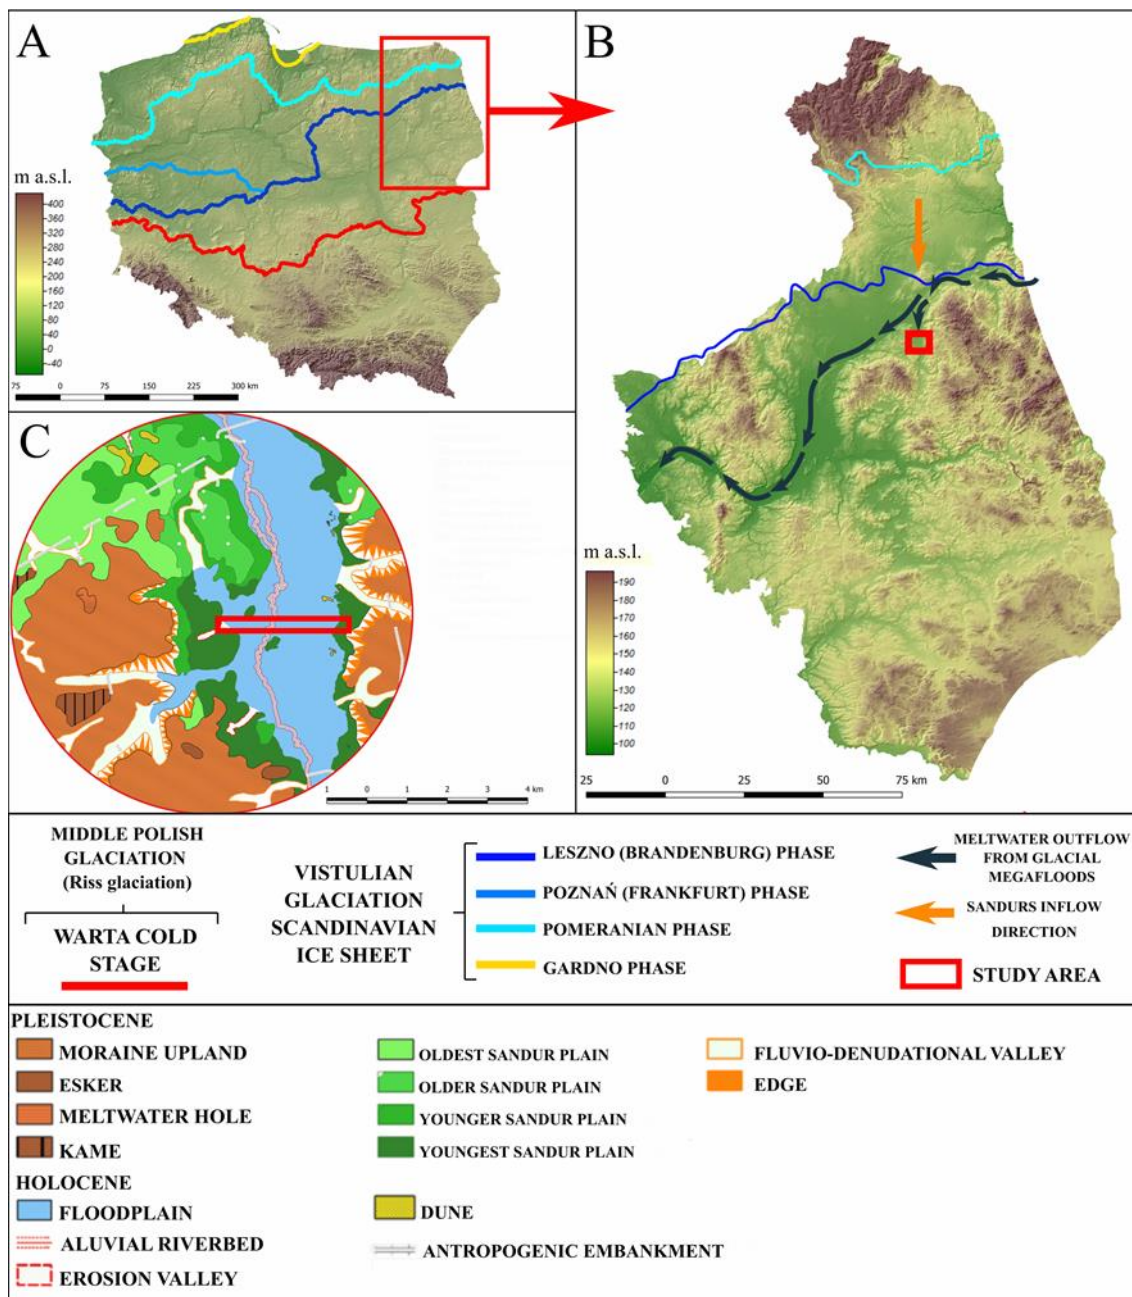 A
m a.s.l.
400
360
320
280
240
200
160
120
80
40
0
-40
75 0 75 150 225 300 km
B
m a.s.l.
190
180
170
160
150
140
130
120
110
100
25 0 25 50 75 km
C
1 0 1 2 3 4 km
MIDDLE POLISH
GLACIATION
(Riss glaciation)
WARTA COLD
STAGE
VISTULIAN
GLACIATION
SCANDINAVIAN
ICE SHEET
LESZNO (BRANDENBURG) PHASE
POZNAŃ (FRANKFURT) PHASE
POMERANIAN PHASE
GARDNO PHASE
MELTWATER OUTFLOW
FROM GLACIAL
MEGAFLOODS
SANDURS INFLOW
DIRECTION
STUDY AREA
PLEISTOCENE
MORAINE UPLAND
ESKER
MELTWATER HOLE
KAME
OLDEST SANDUR PLAIN
OLDER SANDUR PLAIN
YOUNGER SANDUR PLAIN
YOUNGEST SANDUR PLAIN
FLUVIO-DENUDATIONAL VALLEY
EDGE
HOLOCENE
FLOODPLAIN
ALUVIAL RIVERBED
EROSION VALLEY
DUNE
ANTROPOGENIC EMBANKMENT